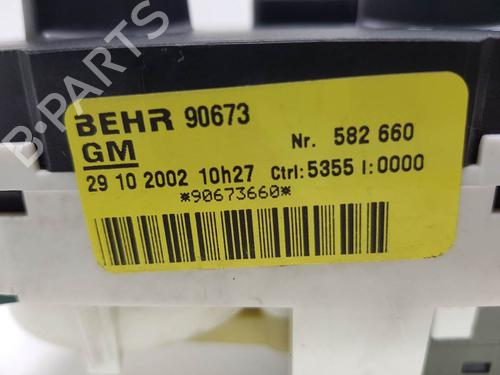 BEHR 90673
Nr. 582 660
GM
29 10 2002 10h27 Ctrl:5355 I:0000
*90673660*
B-PARTS